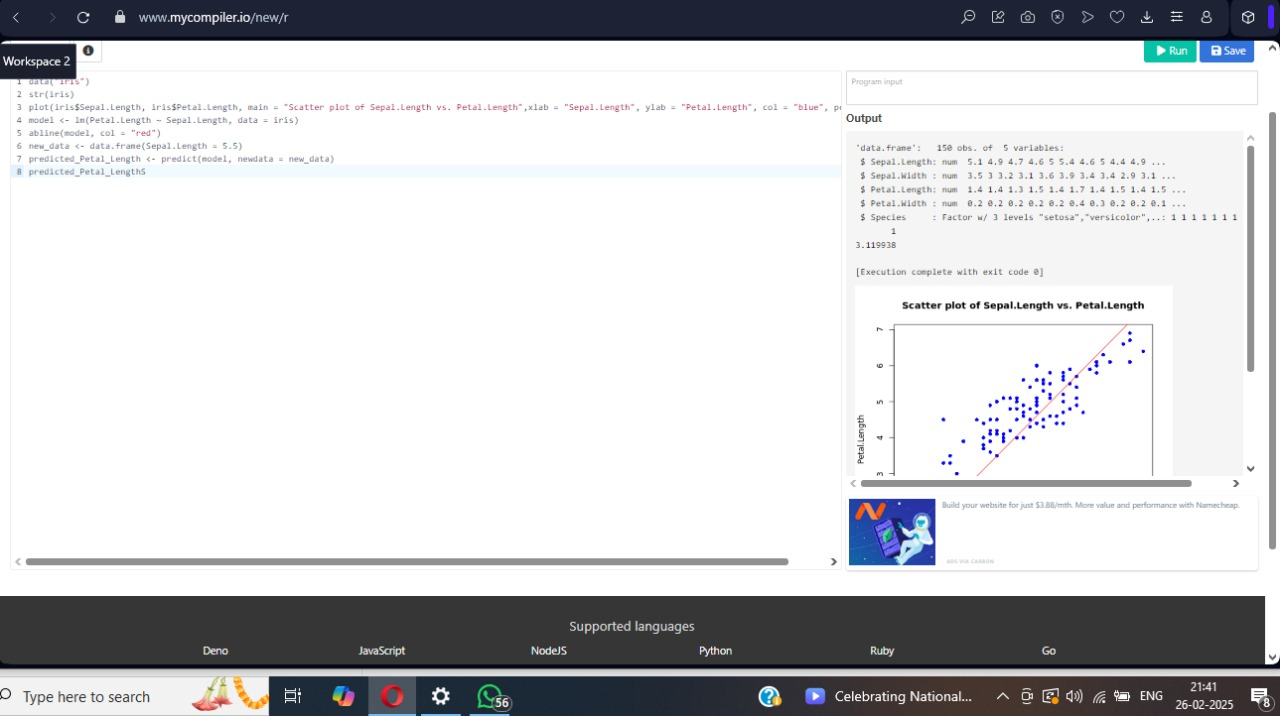 www.mycompiler.io/new/r
Workspace 2
Run
Save
1 data("iris")
2 str(iris)
3 plot(iris$Sepal.Length, iris$Petal.Length, main = "Scatter plot of Sepal.Length vs. Petal.Length",xlab = "Sepal.Length", ylab = "Petal.Length", col = "blue",
4 model <- lm(Petal.Length ~ Sepal.Length, data = iris)
5 abline(model, col = "red")
6 new_data <- data.frame(Sepal.Length = 5.5)
7 predicted_Petal_Length <- predict(model, newdata = new_data)
8 predicted_Petal_LengthS
Program input
Output
'data.frame': 150 obs. of 5 variables:
$ Sepal.Length: num 5.1 4.9 4.7 4.6 5 5.4 4.6 5 4.4 4.9 ...
$ Sepal.Width : num 3.5 3 3.2 3.1 3.6 3.9 3.4 3.4 2.9 3.1 ...
$ Petal.Length: num 1.4 1.4 1.3 1.5 1.4 1.7 1.4 1.5 1.4 1.5 ...
$ Petal.Width : num 0.2 0.2 0.2 0.2 0.2 0.4 0.3 0.2 0.2 0.1 ...
$ Species : Factor w/ 3 levels "setosa","versicolor",..: 1 1 1 1 1 1 1
1
3.119938
[Execution complete with exit code 0]
Scatter plot of Sepal.Length vs. Petal.Length
7
6
5
4
3
Petal.Length
Build your website for just $3.88/mth. More value and performance with Namecheap.
ADS VIA CARBON
Supported languages
Deno JavaScript NodeJS Python Ruby Go
Type here to search
56
Celebrating National...
ENG
21:41
26-02-2025
8